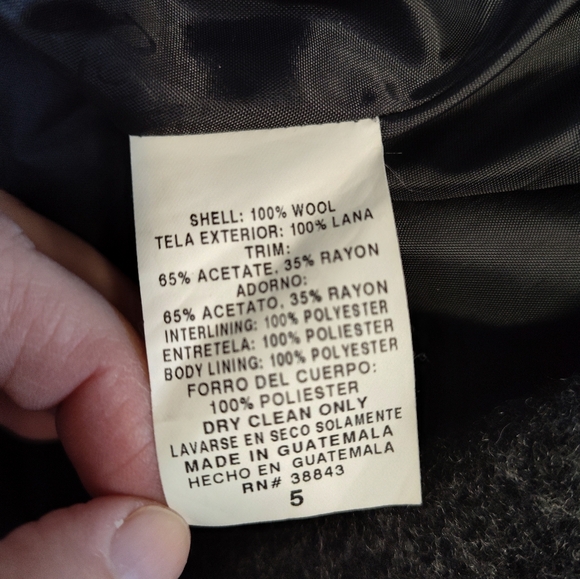 SHELL: 100% WOOL
TELA EXTERIOR: 100% LANA
TRIM:
65% ACETATE, 35% RAYON
ADORNO:
65% ACETATO, 35% RAYON
INTERLINING: 100% POLYESTER
ENTRETELA: 100% POLIESTER
BODY LINING: 100% POLYESTER
FORRO DEL CUERPO:
100% POLIESTER
DRY CLEAN ONLY
LAVARSE EN SECO SOLAMENTE
MADE IN GUATEMALA
HECHO EN GUATEMALA
RN# 38843
5